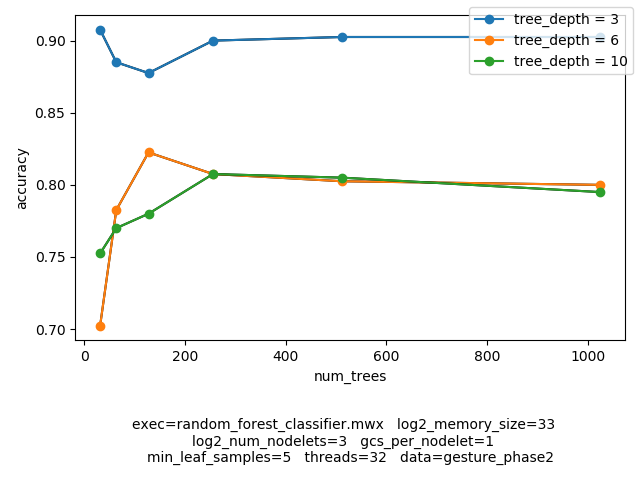 tree_depth = 3
tree_depth = 6
tree_depth = 10
0.90
0.85
0.80
0.75
0.70
accuracy
0 200 400 600 800 1000
num_trees
exec=random_forest_classifier.mwx log2_memory_size=33
log2_num_nodelets=3 gcs_per_nodelet=1
min_leaf_samples=5 threads=32 data=gesture_phase2